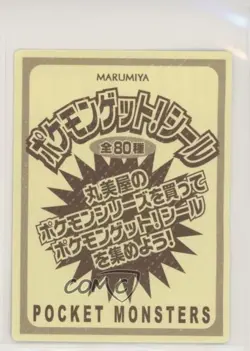 MARUMIYA
ポケモンゲット!シール
全80種
丸美屋の
ポケモンシリーズを買って
ポケモンゲット!シール
を集めよう!
COMC
POCKET MONSTERS